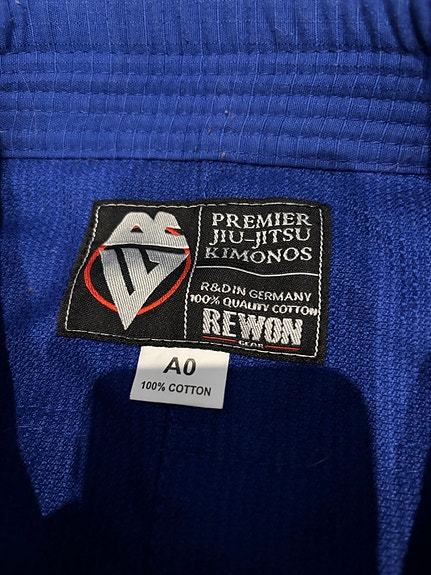 PREMIER
JIU-JITSU
KIMONOS
R&D IN GERMANY
100% QUALITY COTTON
REWON
GEAR
A0
100% COTTON